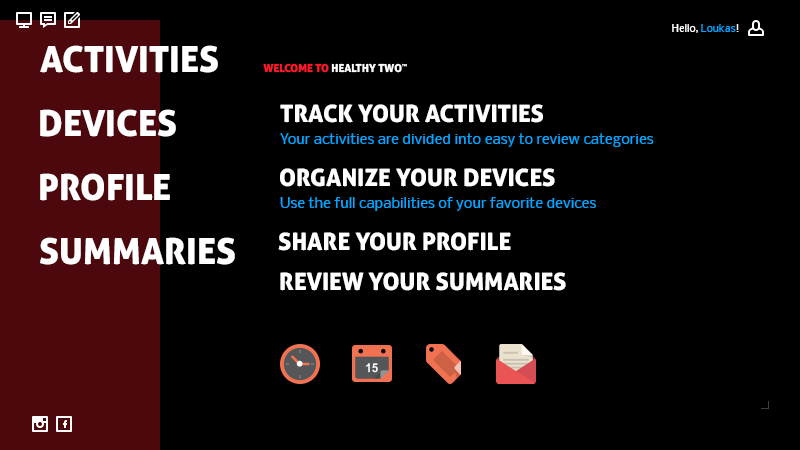 Hello, Loukas!
ACTIVITIES
DEVICES
PROFILE
SUMMARIES
WELCOME TO HEALTHY TWO™
TRACK YOUR ACTIVITIES
Your activities are divided into easy to review categories
ORGANIZE YOUR DEVICES
Use the full capabilities of your favorite devices
SHARE YOUR PROFILE
REVIEW YOUR SUMMARIES
15